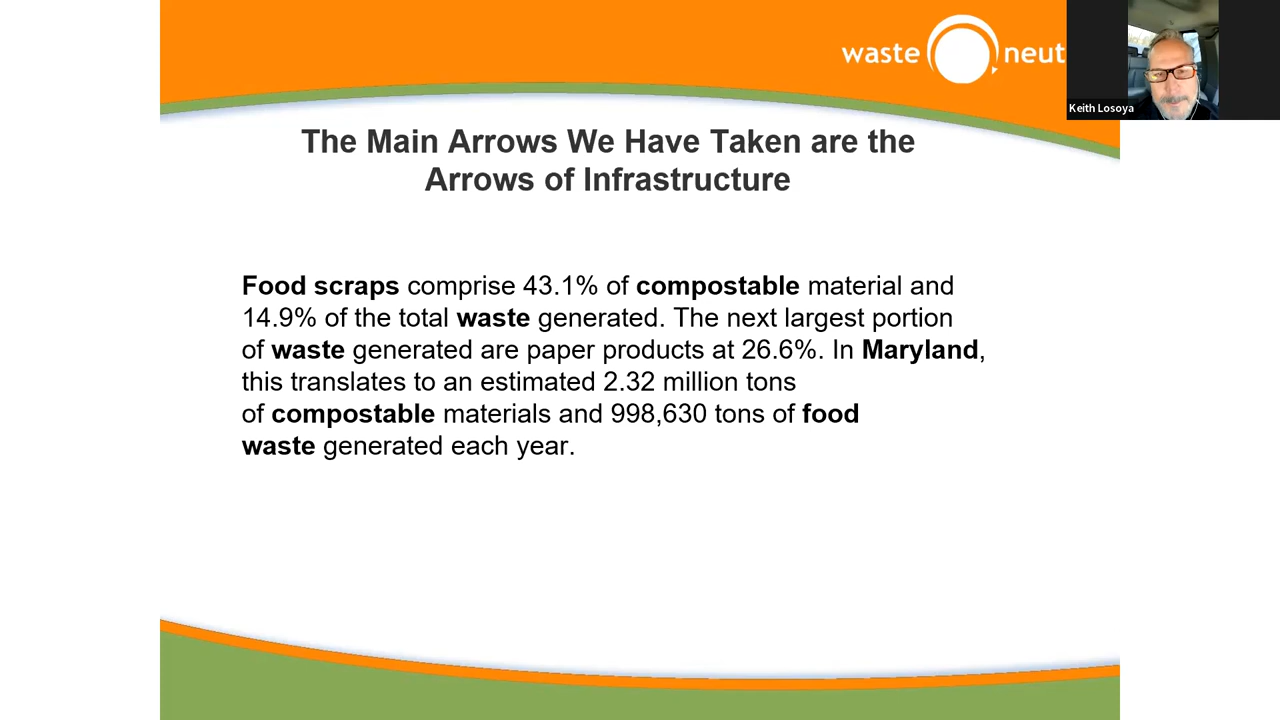 waste neut
Keith Losoya
The Main Arrows We Have Taken are the
Arrows of Infrastructure
Food scraps comprise 43.1% of compostable material and
14.9% of the total waste generated. The next largest portion
of waste generated are paper products at 26.6%. In Maryland,
this translates to an estimated 2.32 million tons
of compostable materials and 998,630 tons of food
waste generated each year.